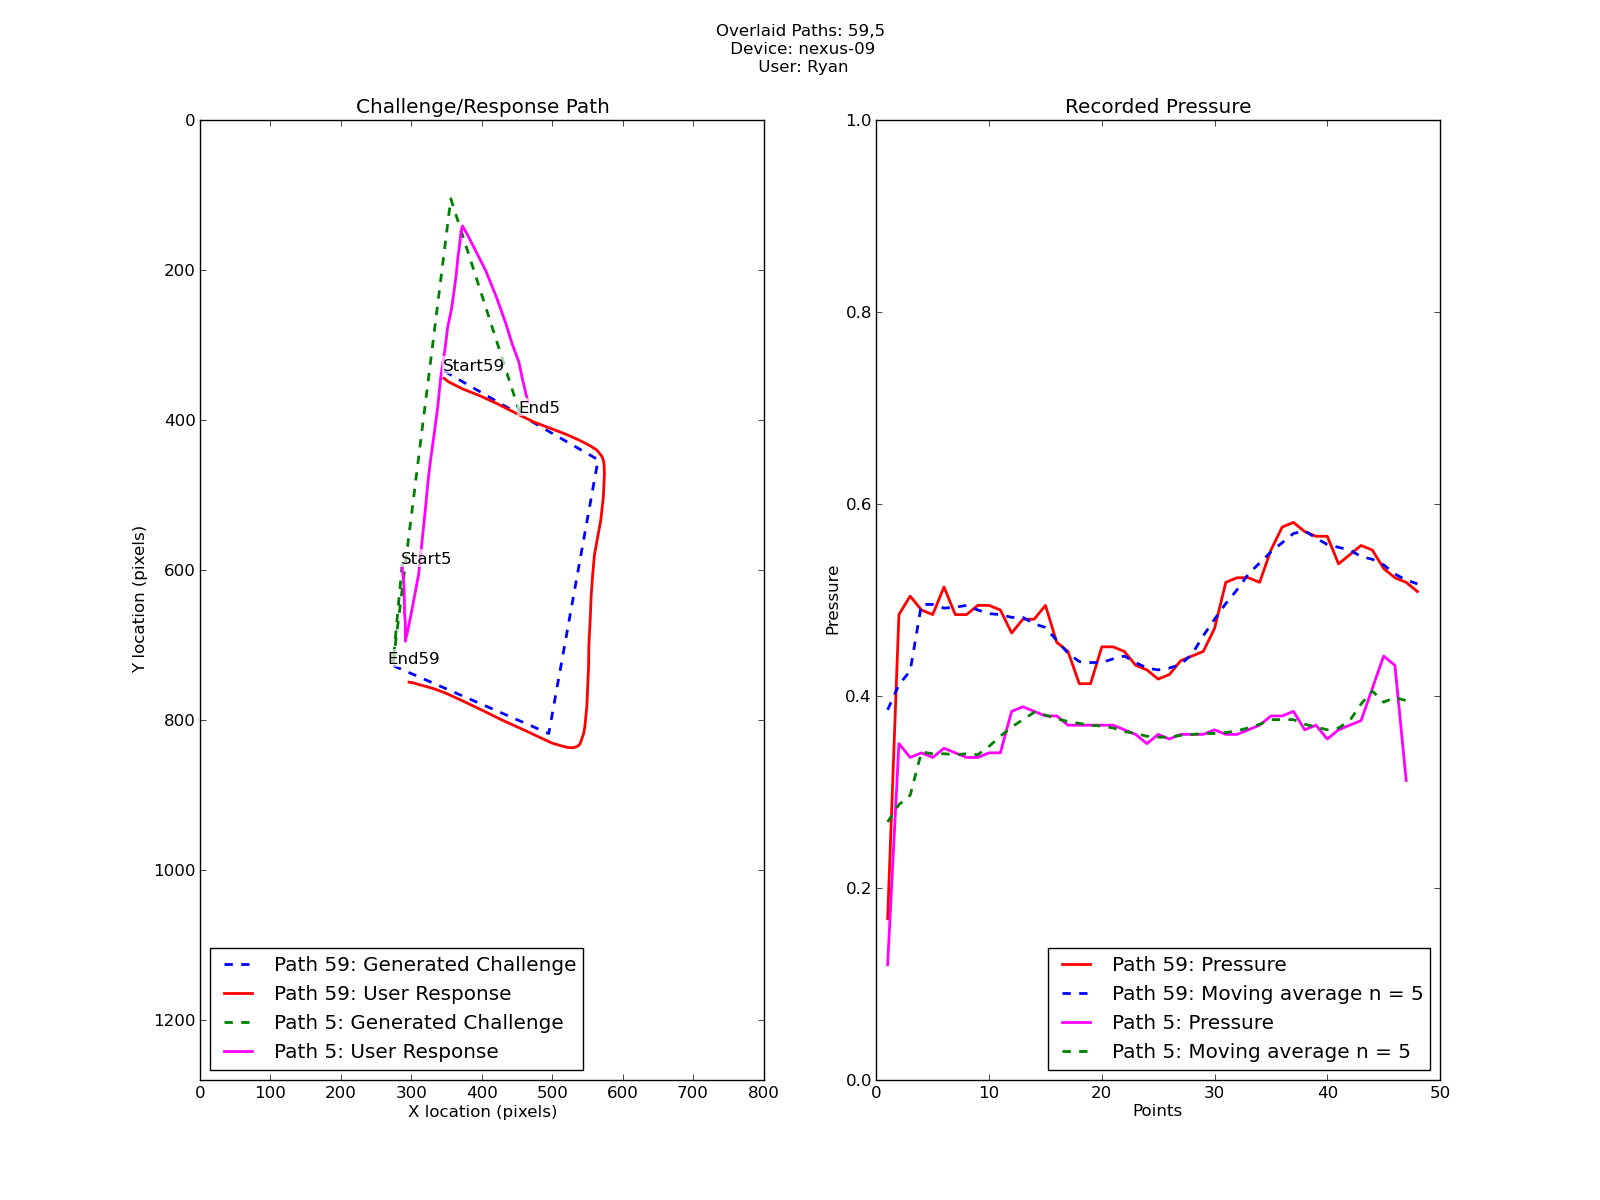 Overlaid Paths: 59,5
Device: nexus-09
User: Ryan
Challenge/Response Path
0
200
400
600
800
1000
1200
Y location (pixels)
Start59
End5
Start5
End59
Path 59: Generated Challenge
Path 59: User Response
Path 5: Generated Challenge
Path 5: User Response
0 100 200 300 400 500 600 700 800
X location (pixels)
Recorded Pressure
1.0
0.8
0.6
0.4
0.2
0.0
Pressure
Path 59: Pressure
Path 59: Moving average n = 5
Path 5: Pressure
Path 5: Moving average n = 5
0 10 20 30 40 50
Points